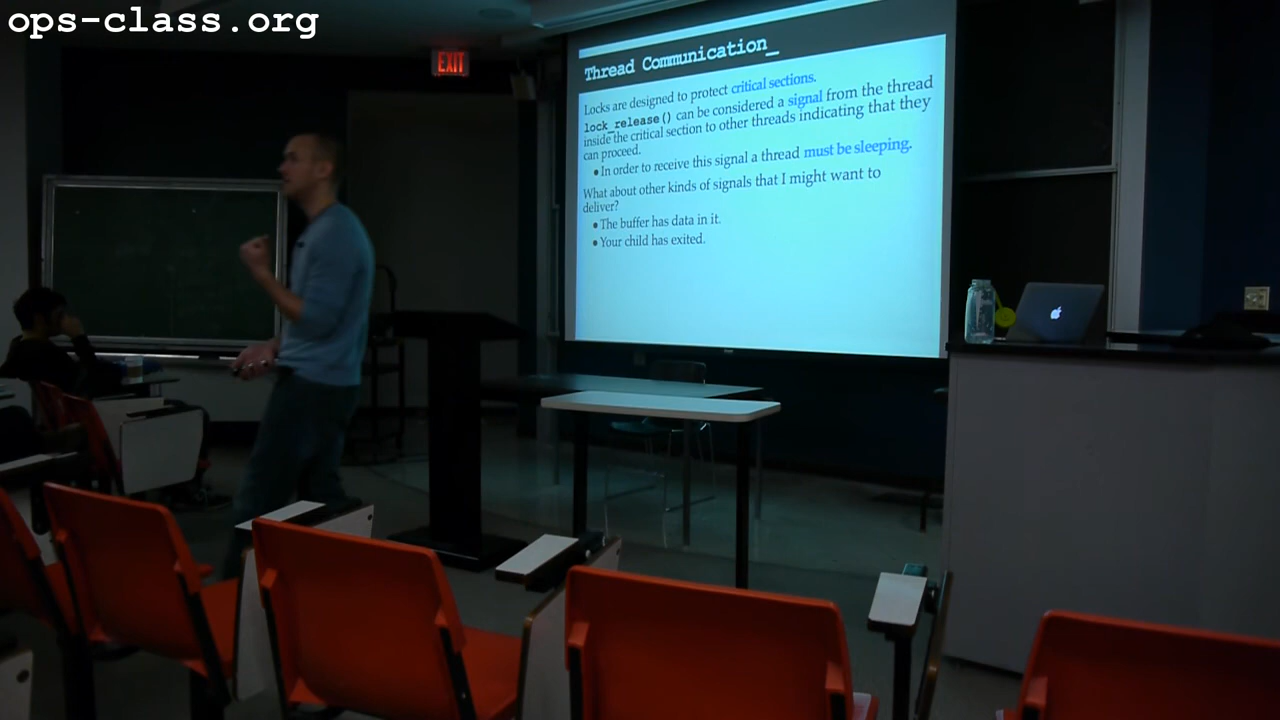 ops-class.org
EXIT
Thread Communication_
Locks are designed to protect critical sections.
lock_release() can be considered a signal from the thread
inside the critical section to other threads indicating that they
can proceed.
• In order to receive this signal a thread must be sleeping.
What about other kinds of signals that I might want to
deliver?
• The buffer has data in it.
• Your child has exited.